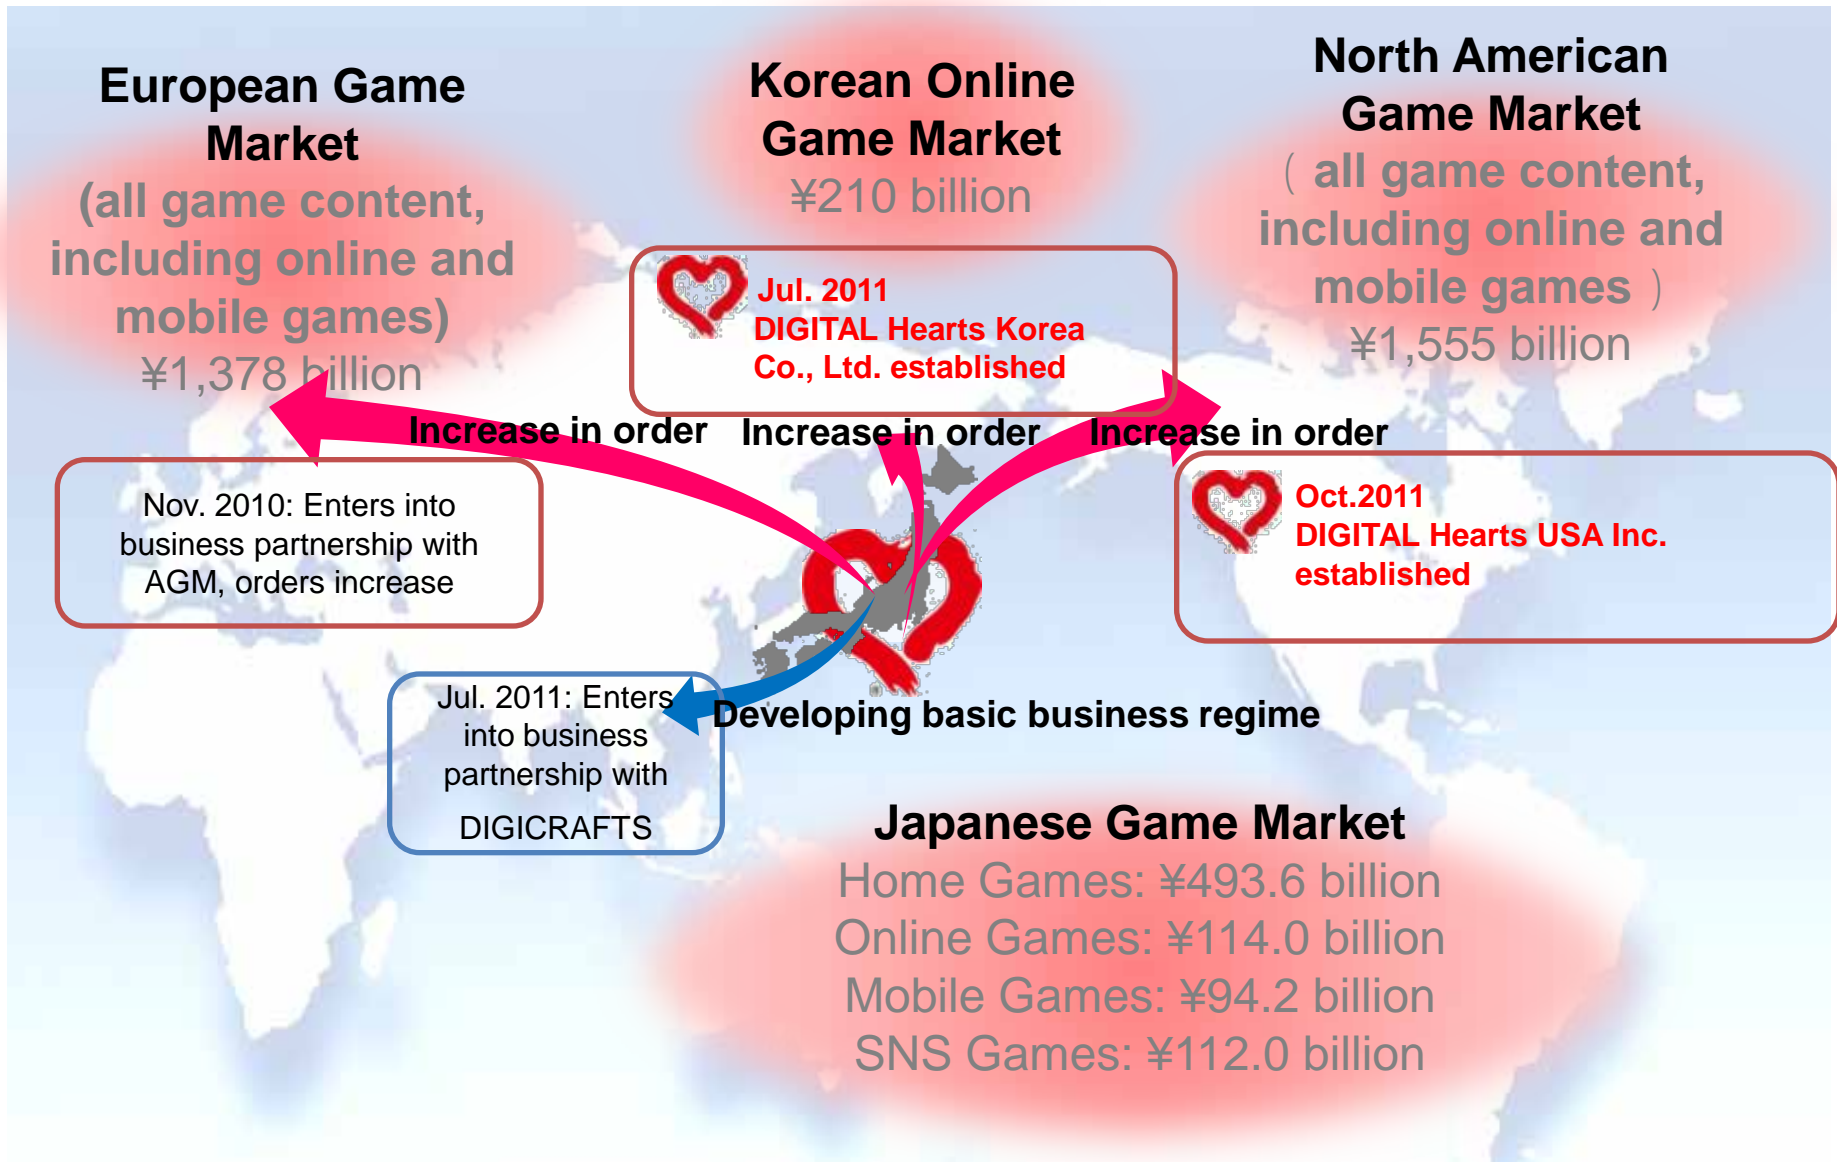 European Game
Market
(all game content,
including online and
mobile games)
¥1,378 billion
Korean Online
Game Market
¥210 billion
North American
Game Market
( all game content,
including online and
mobile games )
¥1,555 billion
Jul. 2011
DIGITAL Hearts Korea
Co., Ltd. established
Increase in order
Increase in order
Increase in order
Nov. 2010: Enters into
business partnership with
AGM, orders increase
Oct.2011
DIGITAL Hearts USA Inc.
established
Jul. 2011: Enters
into business
partnership with
DIGICRAFTS
Developing basic business regime
Japanese Game Market
Home Games: ¥493.6 billion
Online Games: ¥114.0 billion
Mobile Games: ¥94.2 billion
SNS Games: ¥112.0 billion